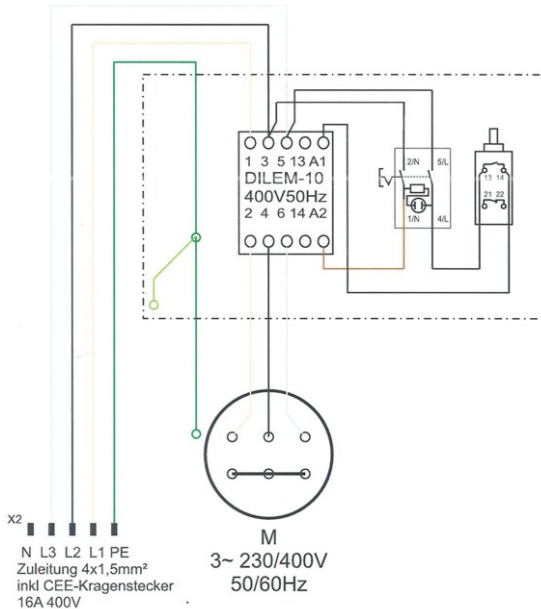 1 3 5 13 A1
DILEM-10
400V50Hz
2 4 6 14 A2
2/N 5/L
1/N 4/L
13 14
21 22
X2
N L3 L2 L1 PE
Zuleitung 4x1,5mm²
inkl CEE-Kragenstecker
16A 400V
M
3~ 230/400V
50/60Hz